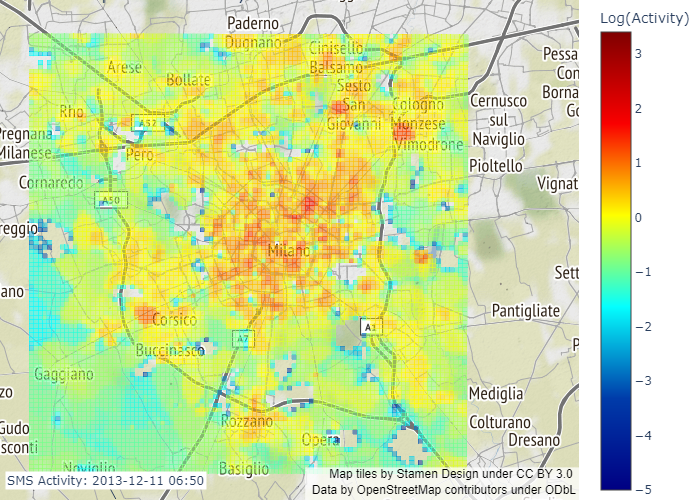 Log(Activity)
Paderno
Dugnano
Cinisello
Balsamo
Arese
Bollate
Sesto
San
Giovanni
Cologno
Monzese
Vimodrone
Cernusco
sul
Naviglio
Pessa
Con
Borna
Go
Rho
A52
Pregnana
Milanese
Pero
Pioltello
Cornaredo
Vignat
A50
reggio
Milano
Sett
ano
Pantigliate
Corsico
A1
A7
Buccinasco
P
Gaggiano
zo
Mediglia
Rozzano
Colturano
Gudo
sconti
Opera
Dresano
Noviglio
Basiglio
3
2
1
0
−1
−2
−3
−4
−5
SMS Activity: 2013-12-11 06:50
Map tiles by Stamen Design under CC BY 3.0
Data by OpenStreetMap contributors under ODbL